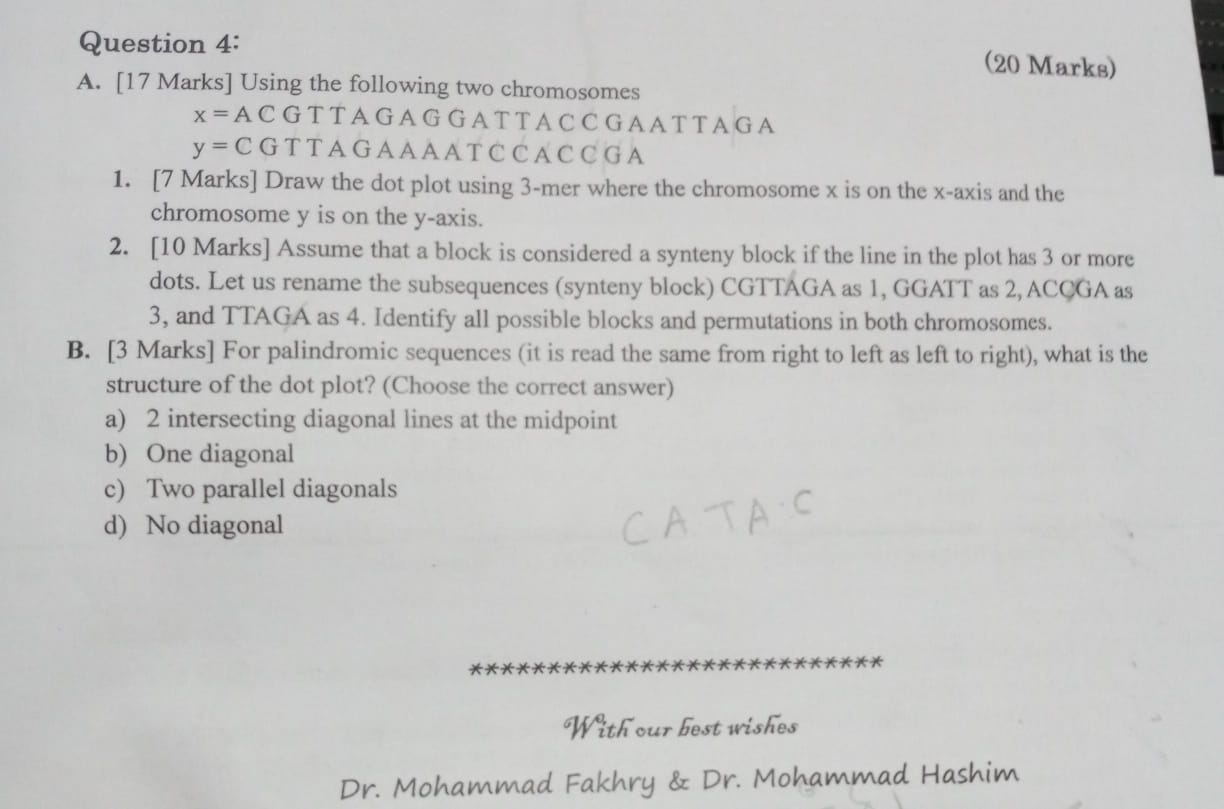 Question 4:
(20 Marks)
A. [17 Marks] Using the following two chromosomes
x = A C G T T A G A G G A T T A C C G A A T T A G A
y = C G T T A G A A A A T C C A C C G A
1. [7 Marks] Draw the dot plot using 3-mer where the chromosome x is on the x-axis and the
chromosome y is on the y-axis.
2. [10 Marks] Assume that a block is considered a synteny block if the line in the plot has 3 or more
dots. Let us rename the subsequences (synteny block) CGTTAGA as 1, GGATT as 2, ACCGA as
3, and TTAGA as 4. Identify all possible blocks and permutations in both chromosomes.
B. [3 Marks] For palindromic sequences (it is read the same from right to left as left to right), what is the
structure of the dot plot? (Choose the correct answer)
a) 2 intersecting diagonal lines at the midpoint
b) One diagonal
c) Two parallel diagonals
d) No diagonal
CATAC
****************************
With our best wishes
Dr. Mohammad Fakhry & Dr. Mohammad Hashim